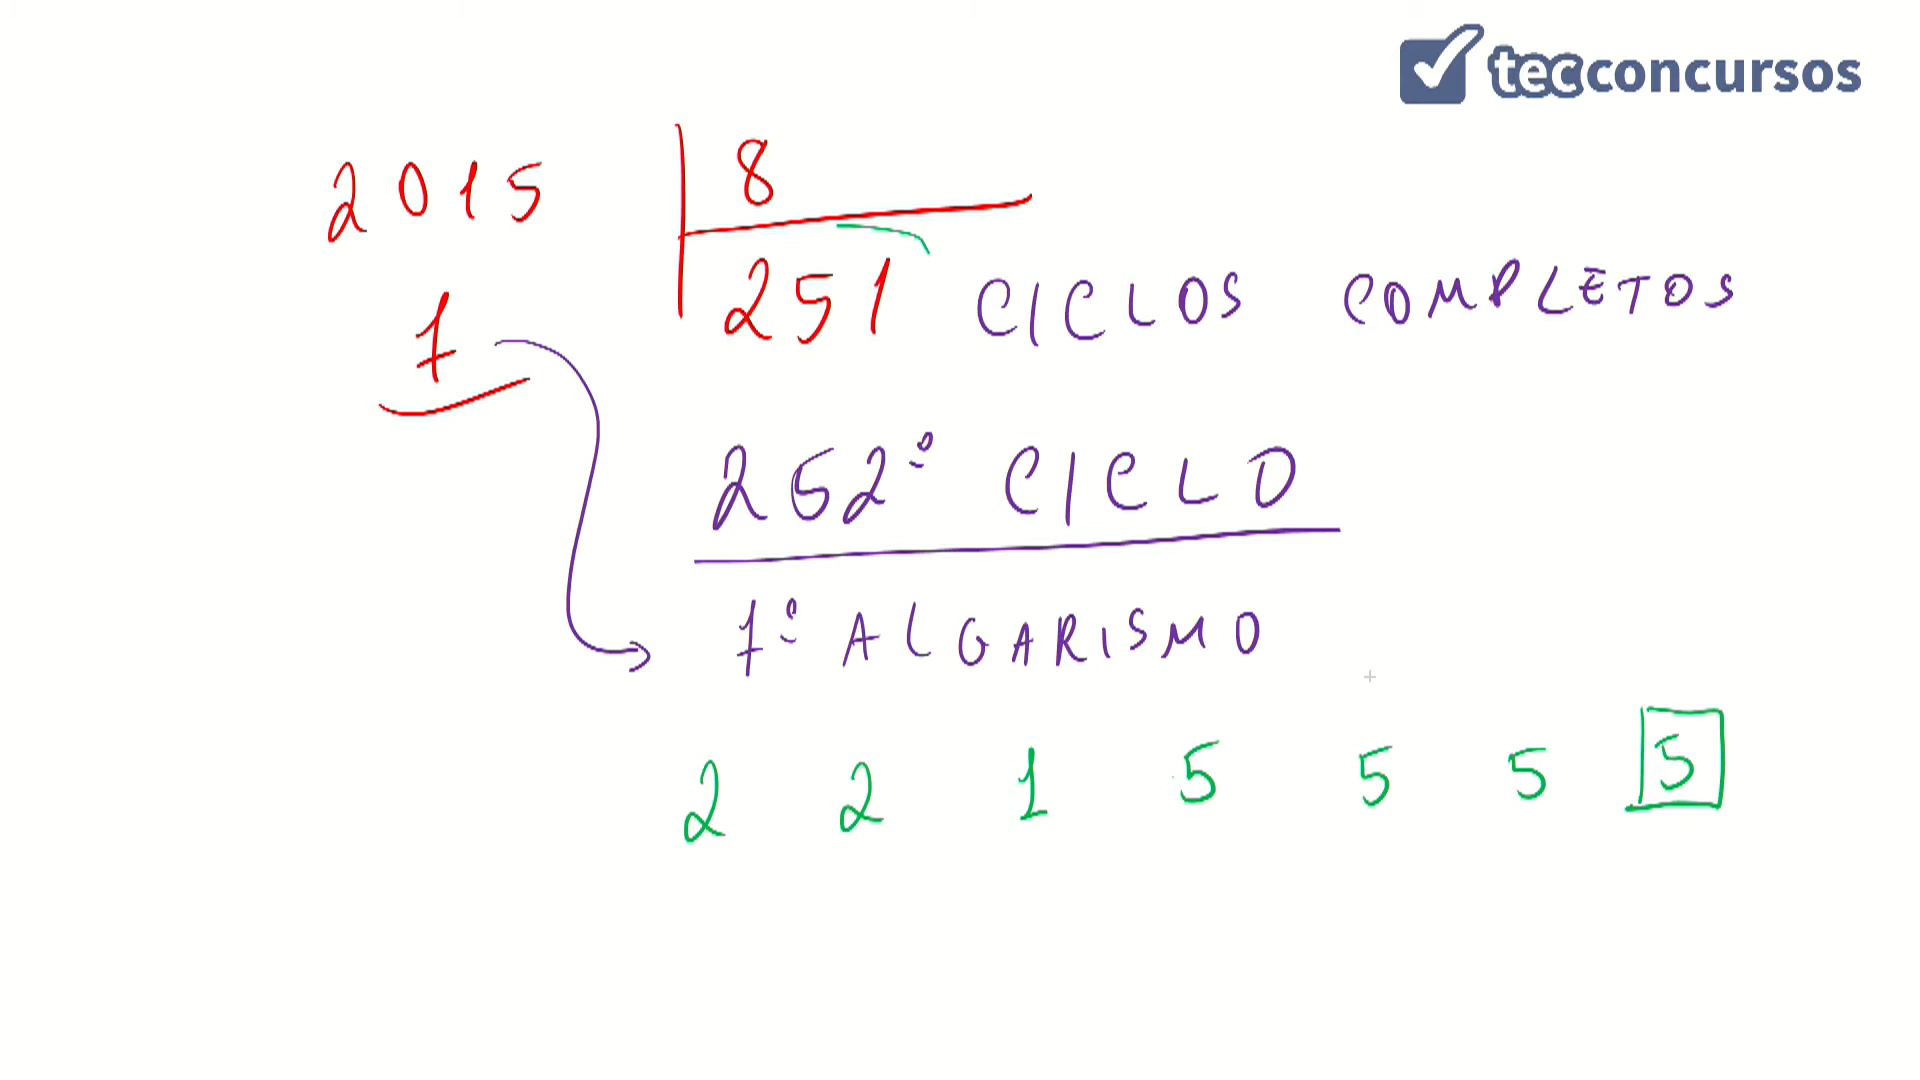 tecconcursos
2015 8
7 251 CICLOS COMPLETOS
252º CICLO
7º ALGARISMO
2 2 1 5 5 5 5